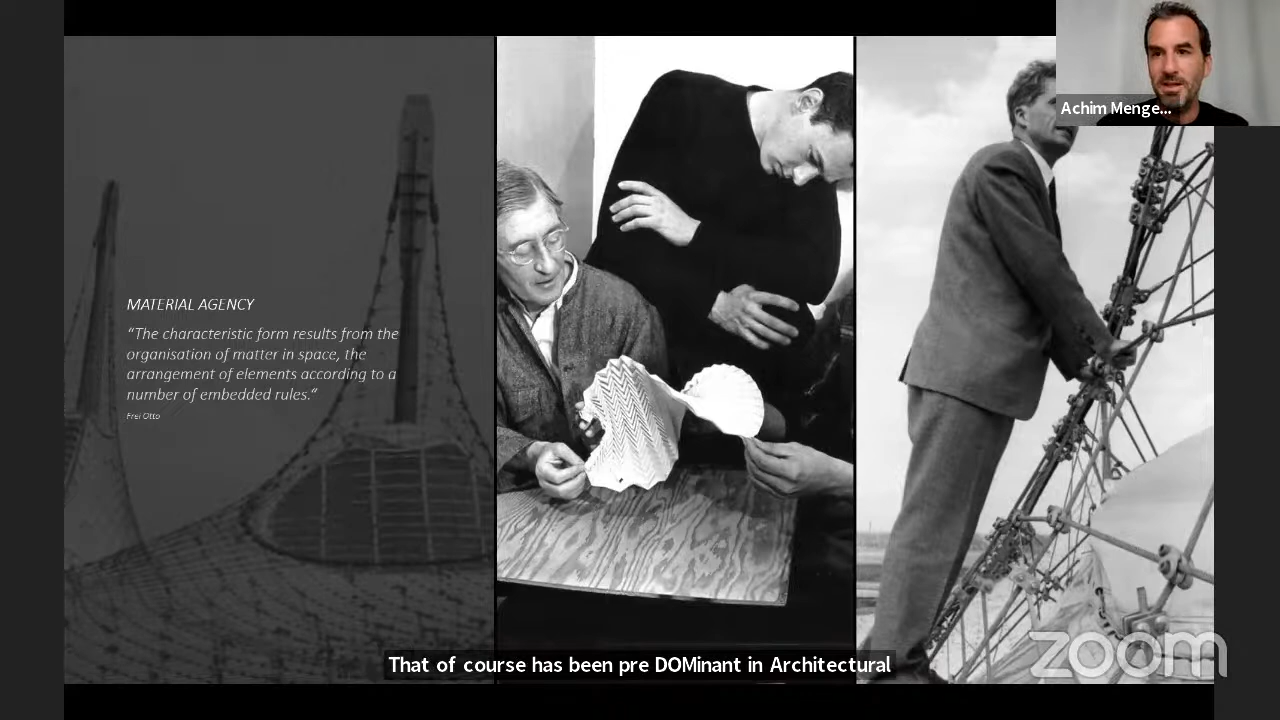 Achim Menge...
MATERIAL AGENCY
“The characteristic form results from the
organisation of matter in space, the
arrangement of elements according to a
number of embedded rules.“
Frei Otto
That of course has been pre DOMinant in Architectural
zoom